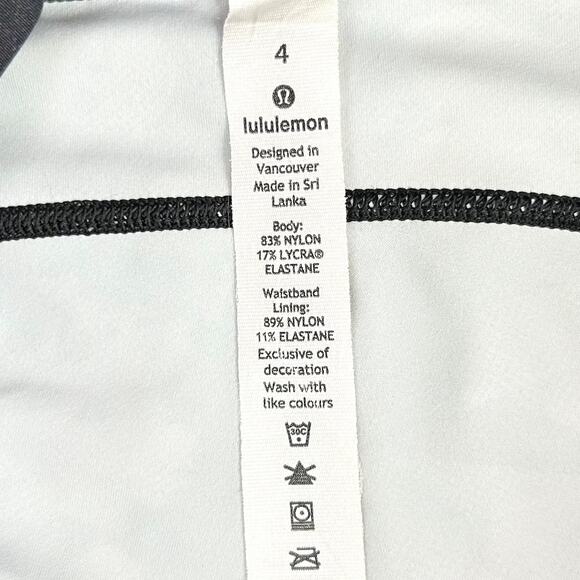 4
lululemon
Designed in
Vancouver
Made in Sri
Lanka
Body:
83% NYLON
17% LYCRA®
ELASTANE
Waistband
Lining:
89% NYLON
11% ELASTANE
Exclusive of
decoration
Wash with
like colours
30C